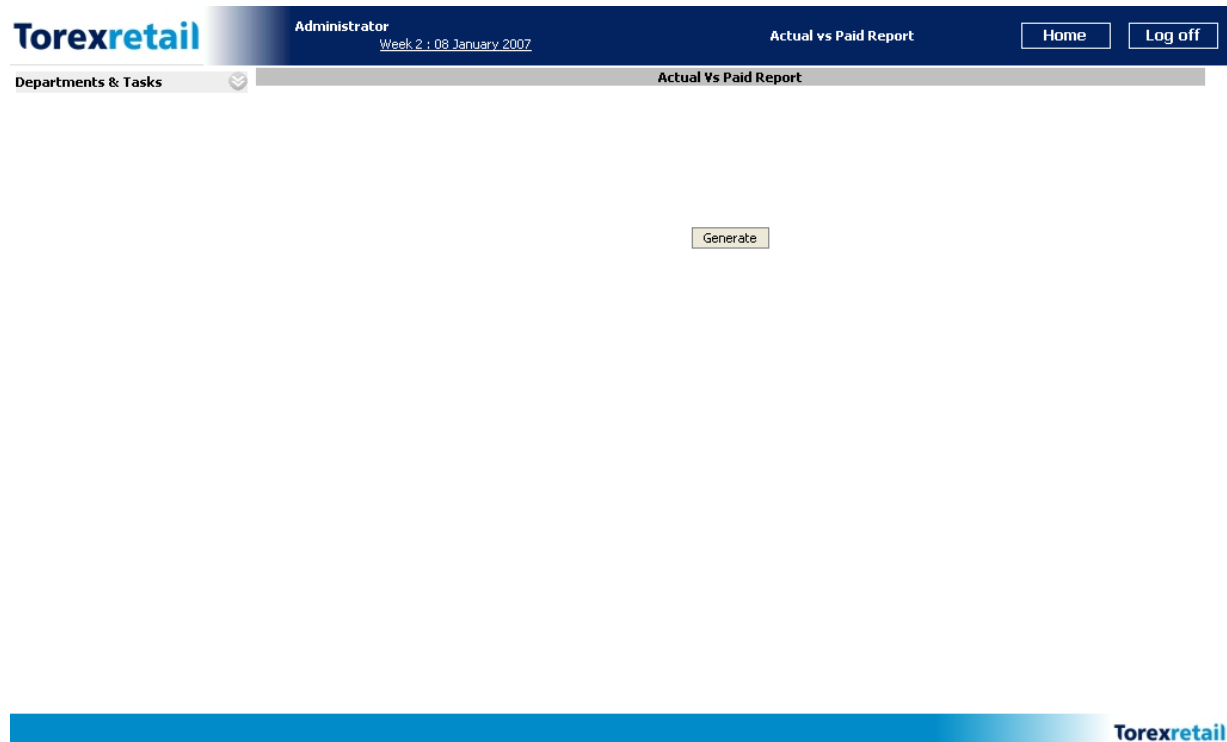 Torexretail
Administrator
Week 2 : 08 January 2007
Actual vs Paid Report
Home
Log off
Departments & Tasks
Actual Vs Paid Report
Generate
Torexretail